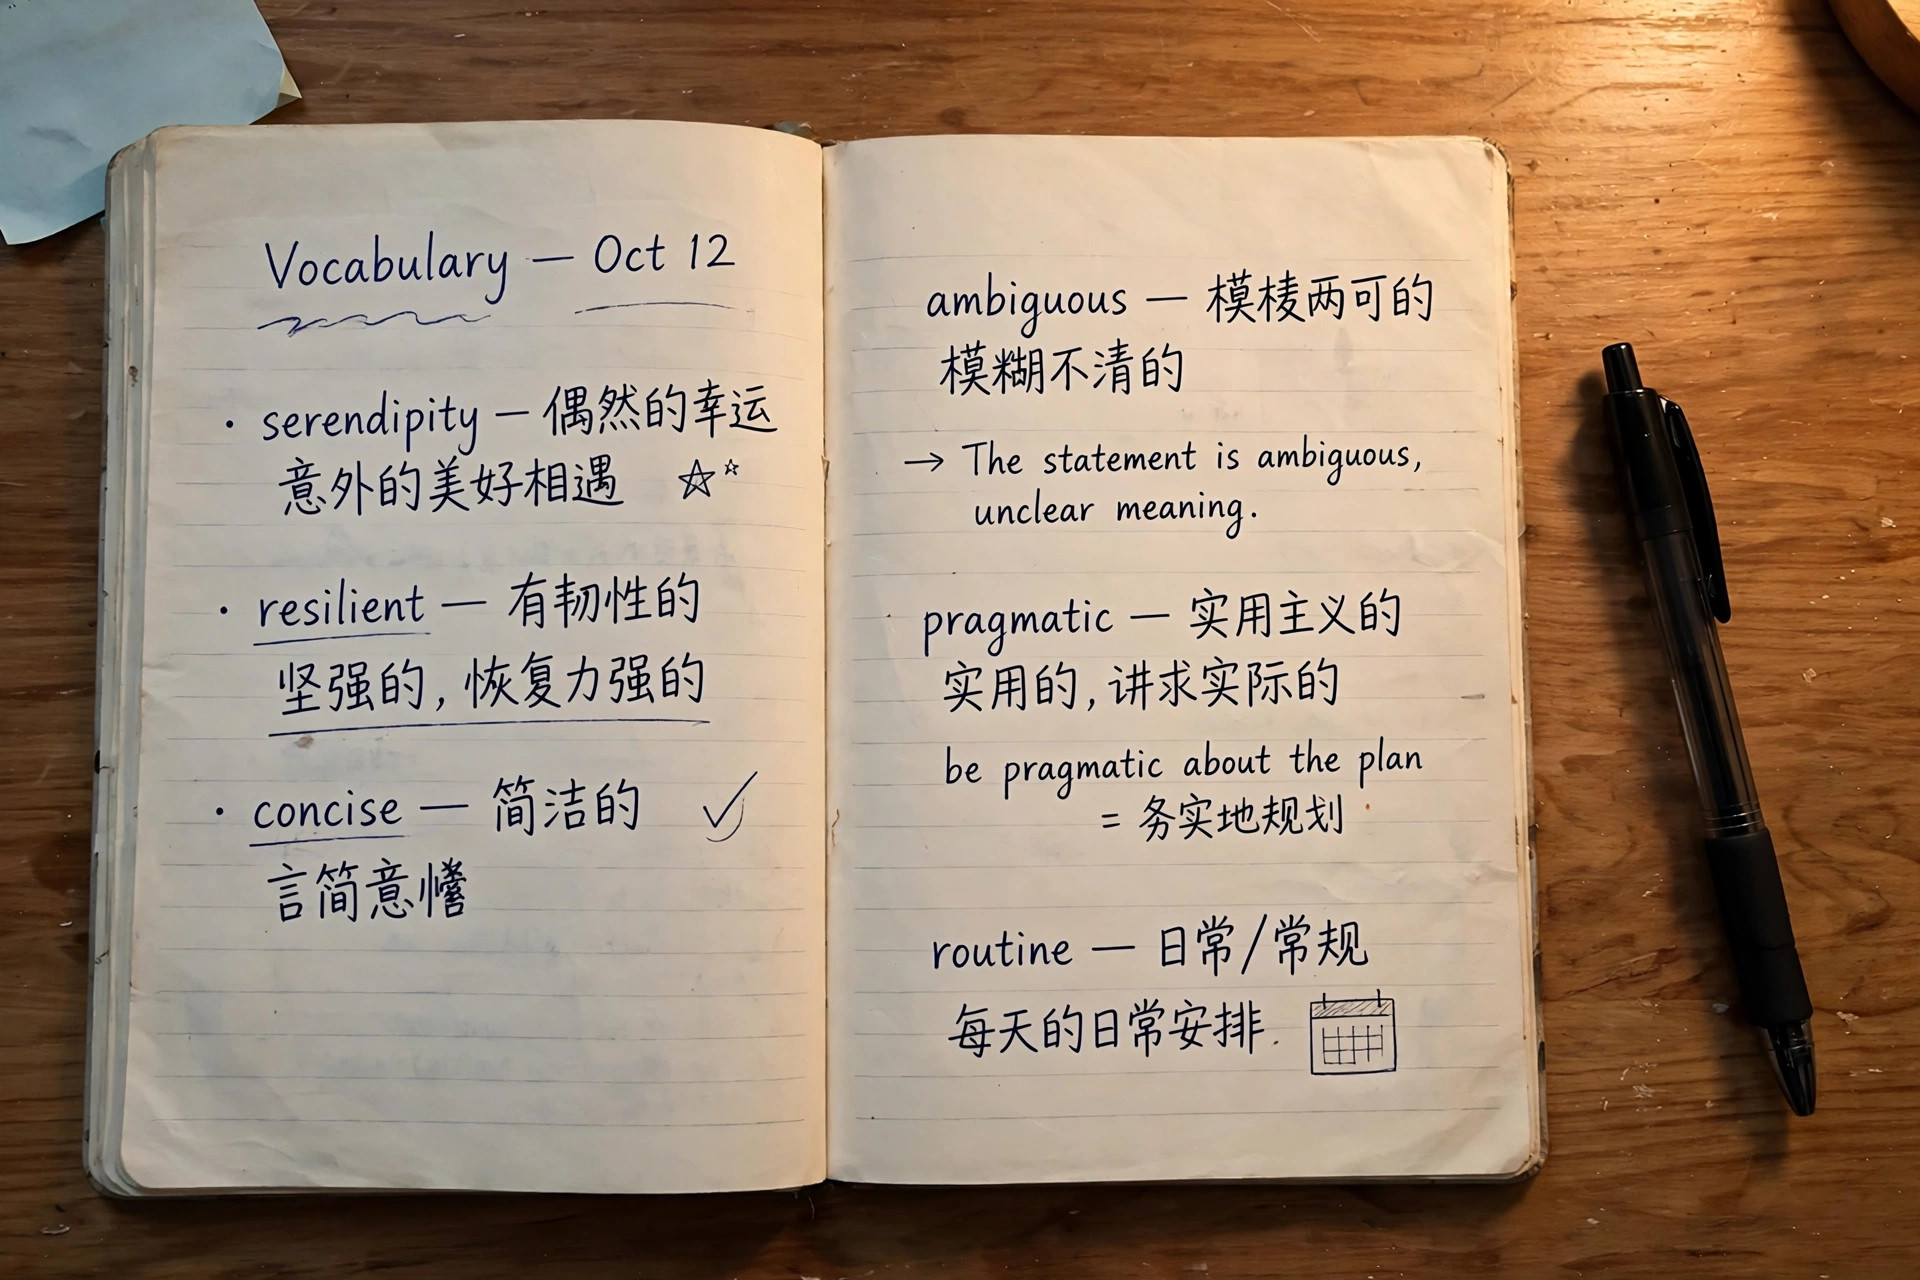 Vocabulary — Oct 12
• serendipity — 偶然的幸运
意外的美好相遇
• resilient — 有韧性的
坚强的, 恢复力强的
• concise — 简洁的
言简意
ambiguous — 模棱两可的
模糊不清的
→ The statement is ambiguous,
unclear meaning.
pragmatic — 实用主义的
实用的, 讲求实际的
be pragmatic about the plan
= 务实地规划
routine — 日常/常规
每天的日常安排